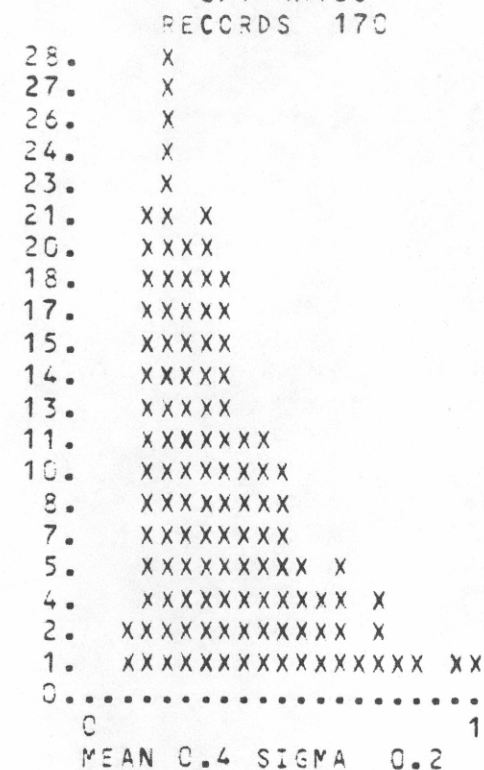 RECORDS 170
28. X
27. X
26. X
24. X
23. X
21. XX X
20. XXXX
18. XXXXX
17. XXXXX
15. XXXXX
14. XXXXX
13. XXXXX
11. XXXXXXX
10. XXXXXXXX
8. XXXXXXXX
7. XXXXXXXX
5. XXXXXXXXX X
4. XXXXXXXXXXX X
2. XXXXXXXXXXXX X
1. XXXXXXXXXXXXXXXX XX
0......................
0 1
MEAN 0.4 SIGMA 0.2